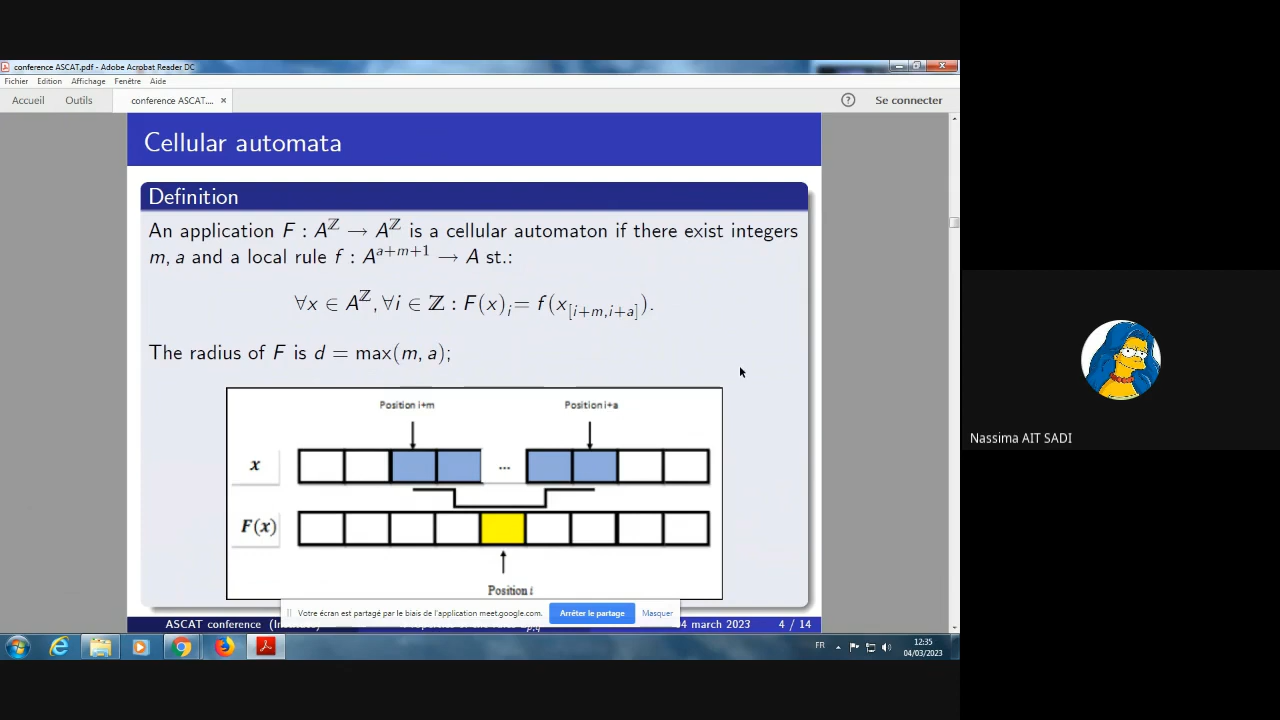 conference ASCAT.pdf - Adobe Acrobat Reader DC
Fichier Edition Affichage Fenêtre Aide
Accueil Outils conference ASCAT.... × ? Se connecter
Cellular automata
Definition
An application F : A^ℤ → A^ℤ is a cellular automaton if there exist integers
m, a and a local rule f : A^{a+m+1} → A st.:
∀x ∈ A^ℤ, ∀i ∈ ℤ : F(x)_i = f(x_{[i+m,i+a]}).
The radius of F is d = max(m, a);
Position i+m Position i+a
x ...
F(x)
Position i
Votre écran est partagé par le biais de l'application meet.google.com. Arrêter le partage Masquer
ASCAT conference march 2023 4 / 14
FR 12:35
04/03/2023
Nassima AIT SADI